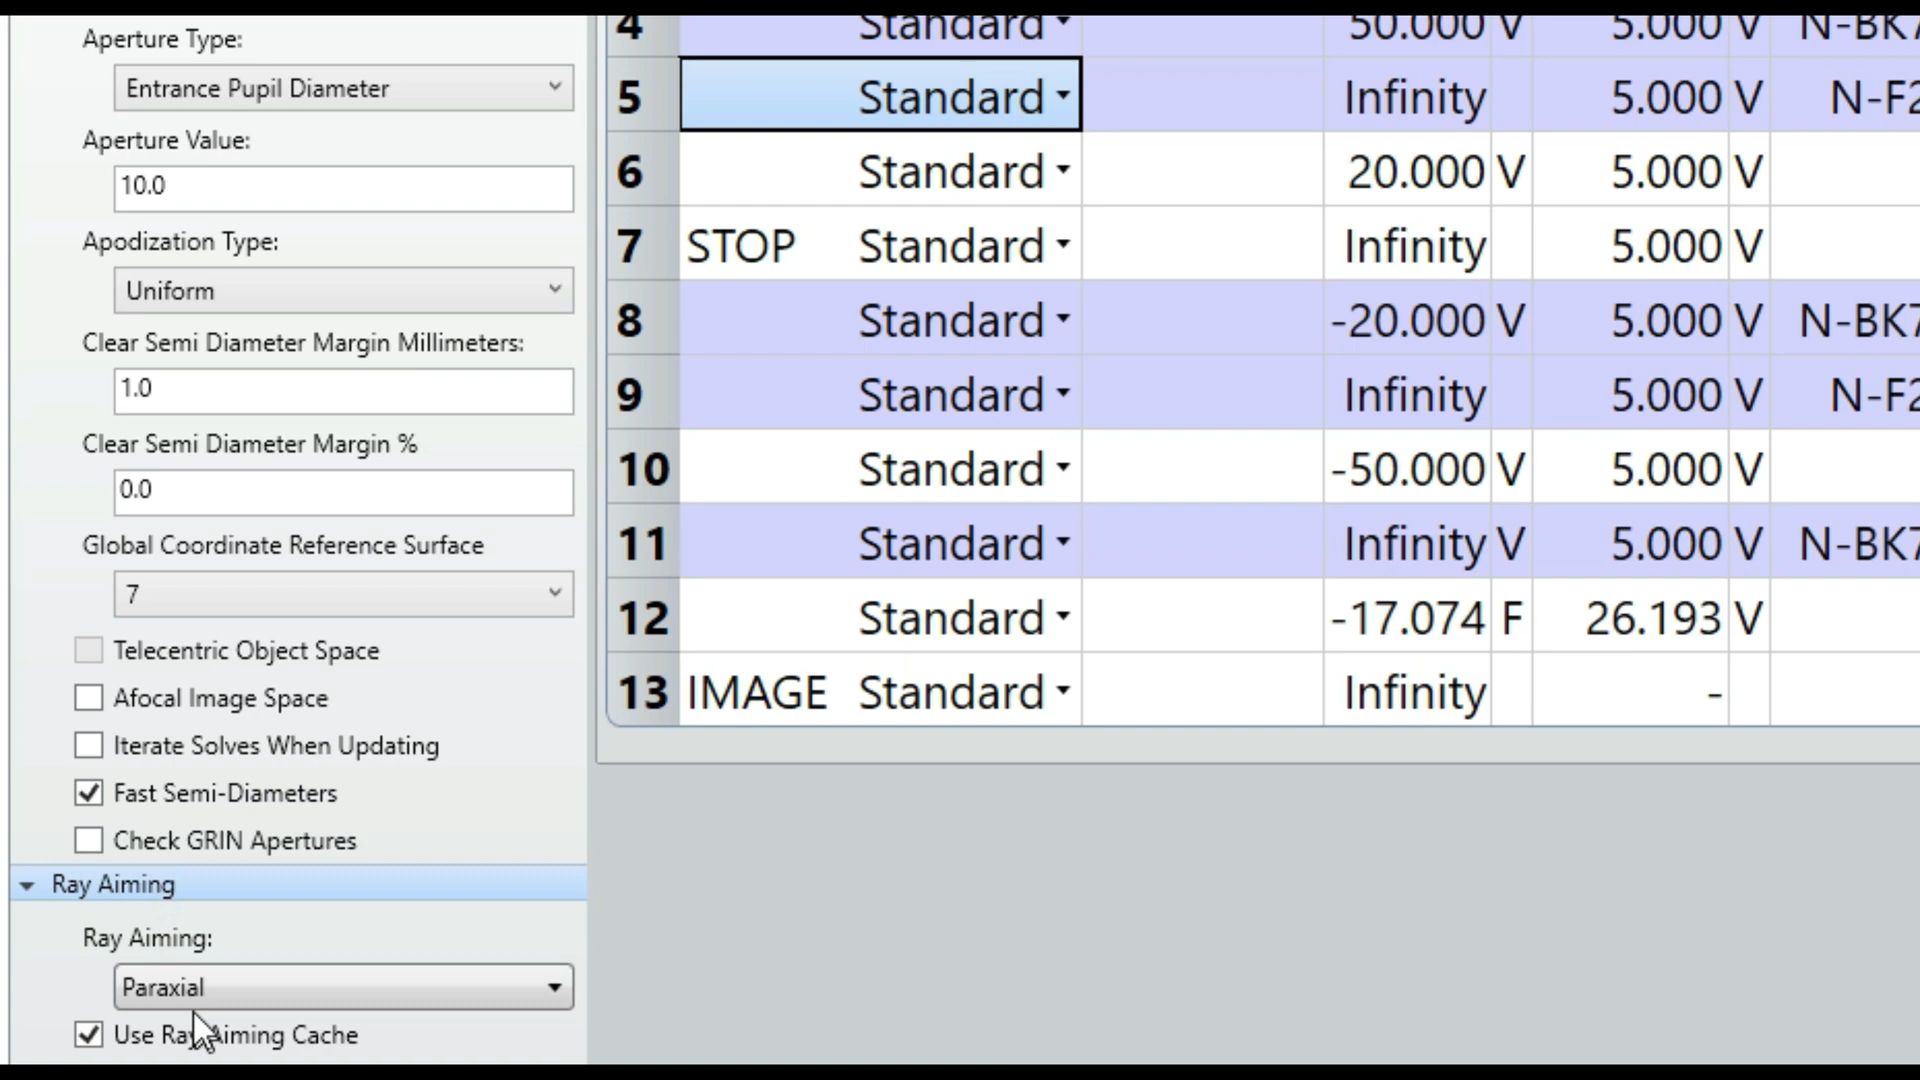 Aperture Type:
Entrance Pupil Diameter
Aperture Value:
10.0
Apodization Type:
Uniform
Clear Semi Diameter Margin Millimeters:
1.0
Clear Semi Diameter Margin %
0.0
Global Coordinate Reference Surface
7
Telecentric Object Space
Afocal Image Space
Iterate Solves When Updating
Fast Semi-Diameters
Check GRIN Apertures
Ray Aiming
Ray Aiming:
Paraxial
Use Ray Aiming Cache
4 Standard 50.000 V 5.000 V N-BK7
5 Standard Infinity 5.000 V N-F2
6 Standard 20.000 V 5.000 V
7 STOP Standard Infinity 5.000 V
8 Standard -20.000 V 5.000 V N-BK7
9 Standard Infinity 5.000 V N-F2
10 Standard -50.000 V 5.000 V
11 Standard Infinity V 5.000 V N-BK7
12 Standard -17.074 F 26.193 V
13 IMAGE Standard Infinity -